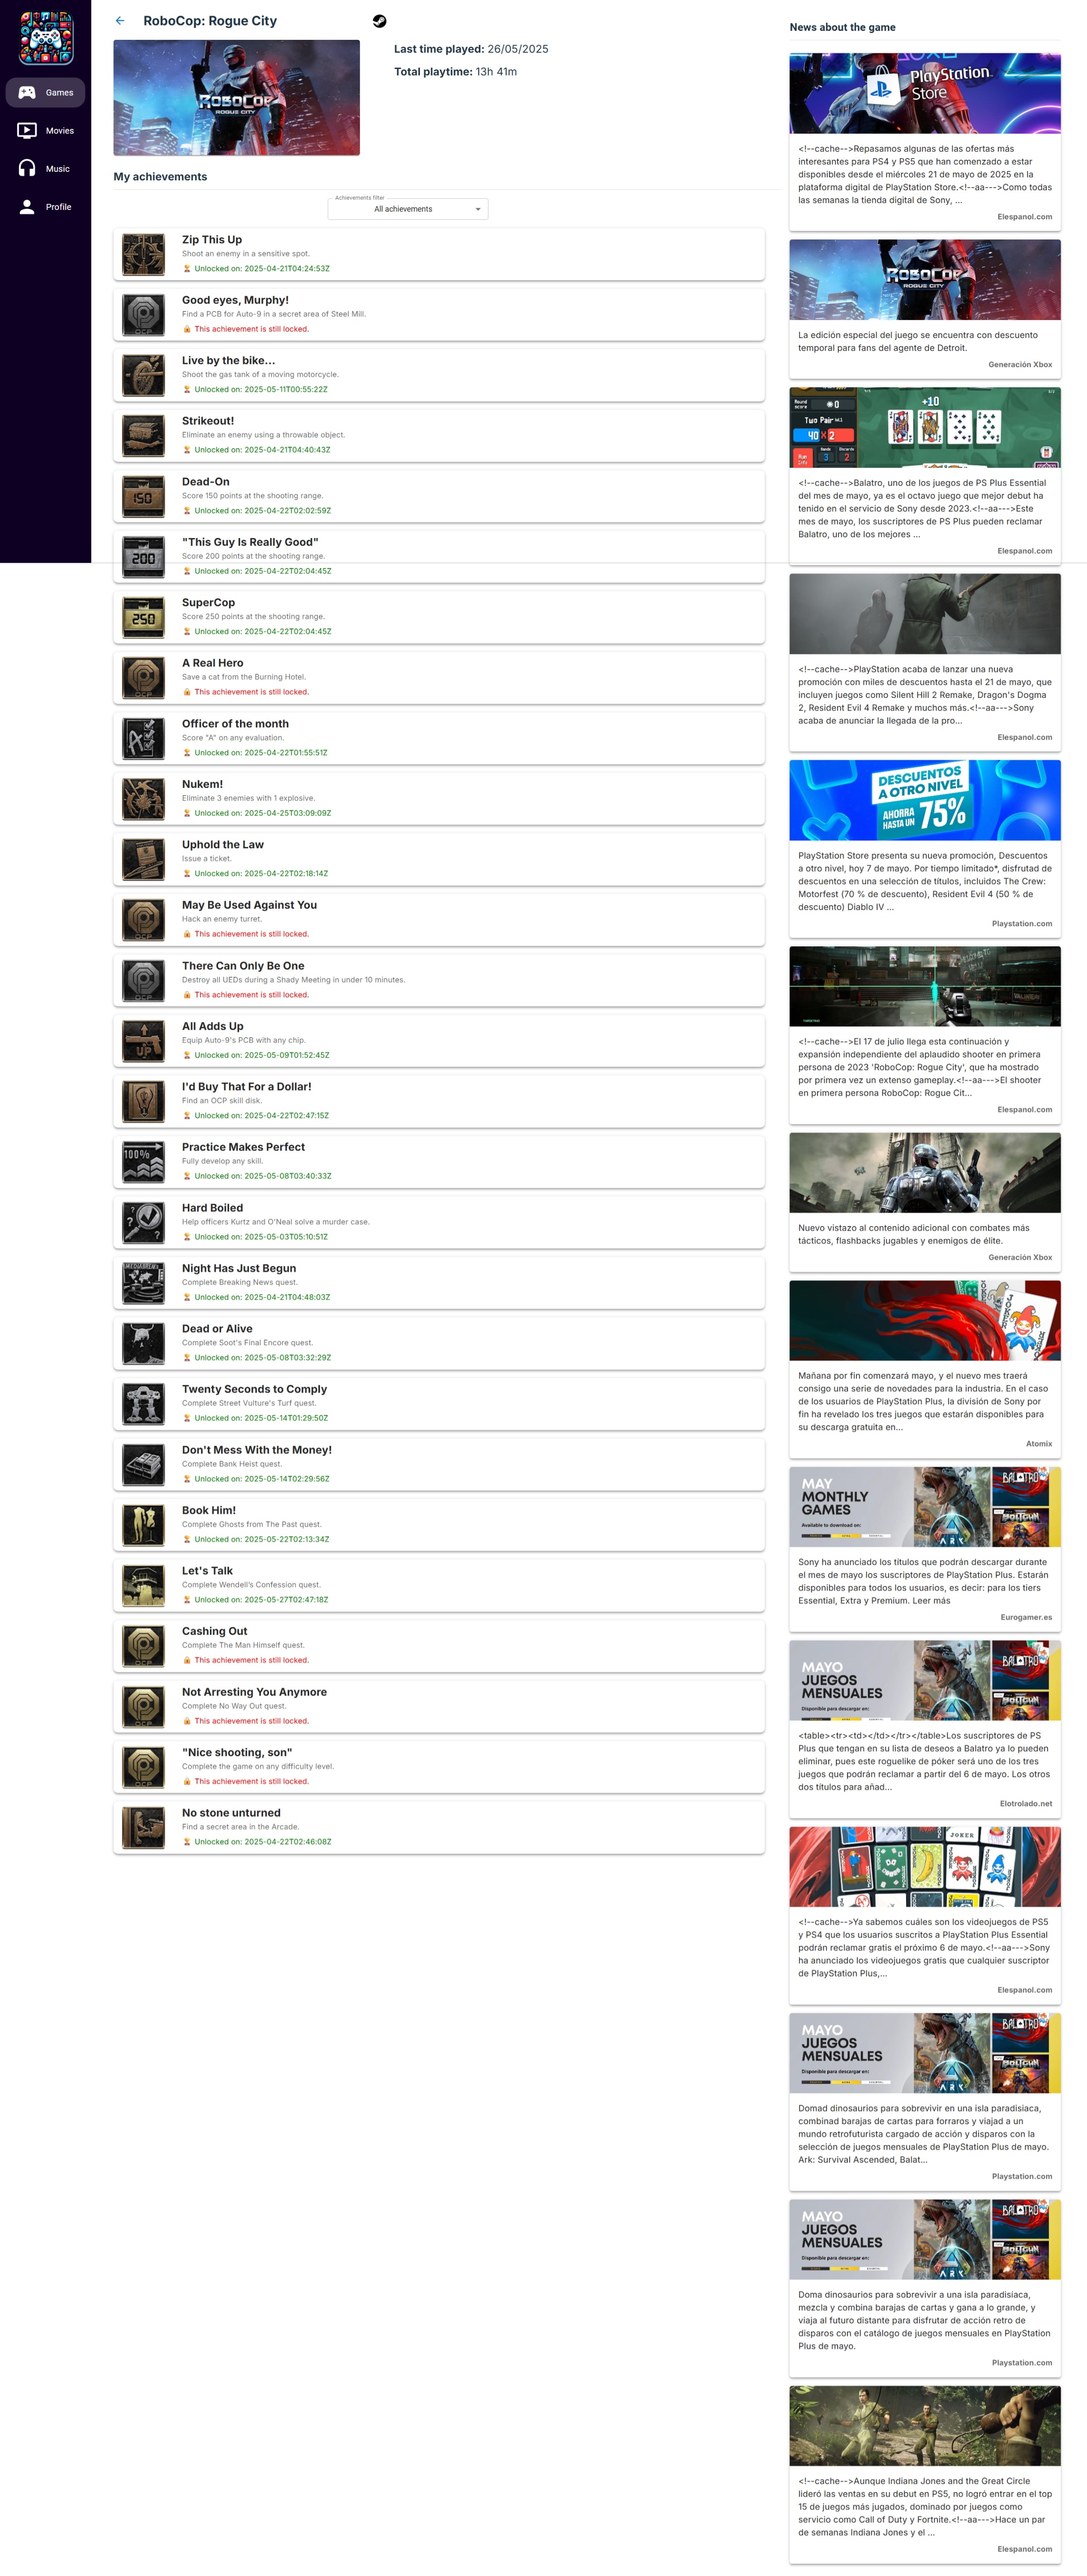 Games
Movies
Music
Profile
RoboCop: Rogue City
ROBOCOP
ROGUE CITY
Last time played: 26/05/2025
Total playtime: 13h 41m
My achievements
Achievements filter
All achievements
Zip This Up
Shoot an enemy in a sensitive spot.
Unlocked on: 2025-04-21T04:24:53Z
Good eyes, Murphy!
Find a PCB for Auto-9 in a secret area of Steel Mill.
This achievement is still locked.
Live by the bike...
Shoot the gas tank of a moving motorcycle.
Unlocked on: 2025-05-11T00:55:22Z
Strikeout!
Eliminate an enemy using a throwable object.
Unlocked on: 2025-04-21T04:40:43Z
150
Dead-On
Score 150 points at the shooting range.
Unlocked on: 2025-04-22T02:02:59Z
200
"This Guy Is Really Good"
Score 200 points at the shooting range.
Unlocked on: 2025-04-22T02:04:45Z
250
SuperCop
Score 250 points at the shooting range.
Unlocked on: 2025-04-22T02:04:45Z
A Real Hero
Save a cat from the Burning Hotel.
This achievement is still locked.
Officer of the month
Score "A" on any evaluation.
Unlocked on: 2025-04-22T01:55:51Z
Nukem!
Eliminate 3 enemies with 1 explosive.
Unlocked on: 2025-04-25T03:09:09Z
Uphold the Law
Issue a ticket.
Unlocked on: 2025-04-22T02:18:14Z
May Be Used Against You
Hack an enemy turret.
This achievement is still locked.
There Can Only Be One
Destroy all UEDs during a Shady Meeting in under 10 minutes.
This achievement is still locked.
UP
All Adds Up
Equip Auto-9's PCB with any chip.
Unlocked on: 2025-05-09T01:52:45Z
I'd Buy That For a Dollar!
Find an OCP skill disk.
Unlocked on: 2025-04-22T02:47:15Z
100%
Practice Makes Perfect
Fully develop any skill.
Unlocked on: 2025-05-08T03:40:33Z
Hard Boiled
Help officers Kurtz and O'Neal solve a murder case.
Unlocked on: 2025-05-03T05:10:51Z
Night Has Just Begun
Complete Breaking News quest.
Unlocked on: 2025-04-21T04:48:03Z
Dead or Alive
Complete Soot's Final Encore quest.
Unlocked on: 2025-05-08T03:32:29Z
Twenty Seconds to Comply
Complete Street Vulture's Turf quest.
Unlocked on: 2025-05-14T01:29:50Z
Don't Mess With the Money!
Complete Bank Heist quest.
Unlocked on: 2025-05-14T02:29:56Z
Book Him!
Complete Ghosts from The Past quest.
Unlocked on: 2025-05-22T02:13:34Z
Let's Talk
Complete Wendell's Confession quest.
Unlocked on: 2025-05-27T02:47:18Z
Cashing Out
Complete The Man Himself quest.
This achievement is still locked.
Not Arresting You Anymore
Complete No Way Out quest.
This achievement is still locked.
"Nice shooting, son"
Complete the game on any difficulty level.
This achievement is still locked.
No stone unturned
Find a secret area in the Arcade.
Unlocked on: 2025-04-22T02:46:08Z
News about the game
PlayStation
Store
<!--cache-->Repasamos algunas de las ofertas más
interesantes para PS4 y PS5 que han comenzado a estar
disponibles desde el miércoles 21 de mayo de 2025 en la
plataforma digital de PlayStation Store.<!--aa--->Como todas
las semanas la tienda digital de Sony, ...
Elespanol.com
ROBOCOP
ROGUE CITY
La edición especial del juego se encuentra con descuento
temporal para fans del agente de Detroit.
Generación Xbox
Round
score
0
+10
Two Pair
40 X 2
Run
Info
3
2
<!--cache-->Balatro, uno de los juegos de PS Plus Essential
del mes de mayo, ya es el octavo juego que mejor debut ha
tenido en el servicio de Sony desde 2023.<!--aa--->Este
mes de mayo, los suscriptores de PS Plus pueden reclamar
Balatro, uno de los mejores ...
Elespanol.com
<!--cache-->PlayStation acaba de lanzar una nueva
promoción con miles de descuentos hasta el 21 de mayo, que
incluyen juegos como Silent Hill 2 Remake, Dragon's Dogma
2, Resident Evil 4 Remake y muchos más.<!--aa--->Sony
acaba de anunciar la llegada de la pro...
Elespanol.com
DESCUENTOS
A OTRO NIVEL
AHORRA
HASTA UN 75%
PlayStation Store presenta su nueva promoción, Descuentos
a otro nivel, hoy 7 de mayo. Por tiempo limitado*, disfrutad de
descuentos en una selección de títulos, incluidos The Crew:
Motorfest (70 % de descuento), Resident Evil 4 (50 % de
descuento) Diablo IV ...
Playstation.com
<!--cache-->El 17 de julio llega esta continuación y
expansión independiente del aplaudido shooter en primera
persona de 2023 'RoboCop: Rogue City', que ha mostrado
por primera vez un extenso gameplay.<!--aa--->El shooter
en primera persona RoboCop: Rogue Cit...
Elespanol.com
Nuevo vistazo al contenido adicional con combates más
tácticos, flashbacks jugables y enemigos de élite.
Generación Xbox
Mañana por fin comenzará mayo, y el nuevo mes traerá
consigo una serie de novedades para la industria. En el caso
de los usuarios de PlayStation Plus, la división de Sony por
fin ha revelado los tres juegos que estarán disponibles para
su descarga gratuita en...
Atomix
MAY
MONTHLY
GAMES
Available to download on:
ARK
BALATRO
BOLTGUN
Sony ha anunciado los títulos que podrán descargar durante
el mes de mayo los suscriptores de PlayStation Plus. Estarán
disponibles para todos los usuarios, es decir: para los tiers
Essential, Extra y Premium. Leer más
Eurogamer.es
MAYO
JUEGOS
MENSUALES
Disponible para descargar en:
ARK
BALATRO
BOLTGUN
<table><tr><td></td></tr></table>Los suscriptores de PS
Plus que tengan en su lista de deseos a Balatro ya lo pueden
eliminar, pues este roguelike de póker será uno de los tres
juegos que podrán reclamar a partir del 6 de mayo. Los otros
dos títulos para añad...
Elotrolado.net
JOKER
<!--cache-->Ya sabemos cuáles son los videojuegos de PS5
y PS4 que los usuarios suscritos a PlayStation Plus Essential
podrán reclamar gratis el próximo 6 de mayo.<!--aa--->Sony
ha anunciado los videojuegos gratis que cualquier suscriptor
de PlayStation Plus,...
Elespanol.com
MAYO
JUEGOS
MENSUALES
Disponible para descargar en:
ARK
BALATRO
BOLTGUN
Domad dinosaurios para sobrevivir en una isla paradisiaca,
combinad barajas de cartas para forraros y viajad a un
mundo retrofuturista cargado de acción y disparos con la
selección de juegos mensuales de PlayStation Plus de mayo.
Ark: Survival Ascended, Balat...
Playstation.com
MAYO
JUEGOS
MENSUALES
Disponible para descargar en:
ARK
BALATRO
BOLTGUN
Doma dinosaurios para sobrevivir a una isla paradisíaca,
mezcla y combina barajas de cartas y gana a lo grande, y
viaja al futuro distante para disfrutar de acción retro de
disparos con el catálogo de juegos mensuales en PlayStation
Plus de mayo.
Playstation.com
<!--cache-->Aunque Indiana Jones and the Great Circle
lideró las ventas en su debut en PS5, no logró entrar en el top
15 de juegos más jugados, dominado por juegos como
servicio como Call of Duty y Fortnite.<!--aa--->Hace un par
de semanas Indiana Jones y el ...
Elespanol.com